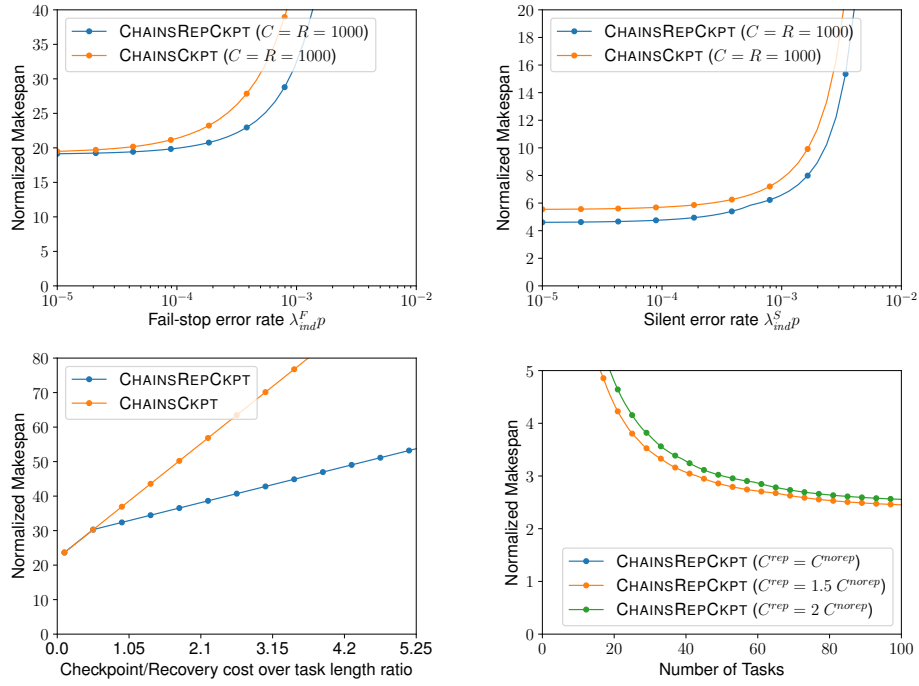 CHAINSREPCKPT (C = R = 1000)
CHAINSCKPT (C = R = 1000)
Normalized Makespan
40
35
30
25
20
15
10
5
0
10^−5 10^−4 10^−3 10^−2
Fail-stop error rate λ^F_ind p
CHAINSREPCKPT (C = R = 1000)
CHAINSCKPT (C = R = 1000)
Normalized Makespan
20
18
16
14
12
10
8
6
4
2
0
10^−5 10^−4 10^−3 10^−2
Silent error rate λ^S_ind p
CHAINSREPCKPT
CHAINSCKPT
Normalized Makespan
80
70
60
50
40
30
20
10
0
0.0 1.05 2.1 3.15 4.2 5.25
Checkpoint/Recovery cost over task length ratio
Normalized Makespan
5
4
3
2
1
0
CHAINSREPCKPT (C^rep = C^norep)
CHAINSREPCKPT (C^rep = 1.5 C^norep)
CHAINSREPCKPT (C^rep = 2 C^norep)
0 20 40 60 80 100
Number of Tasks